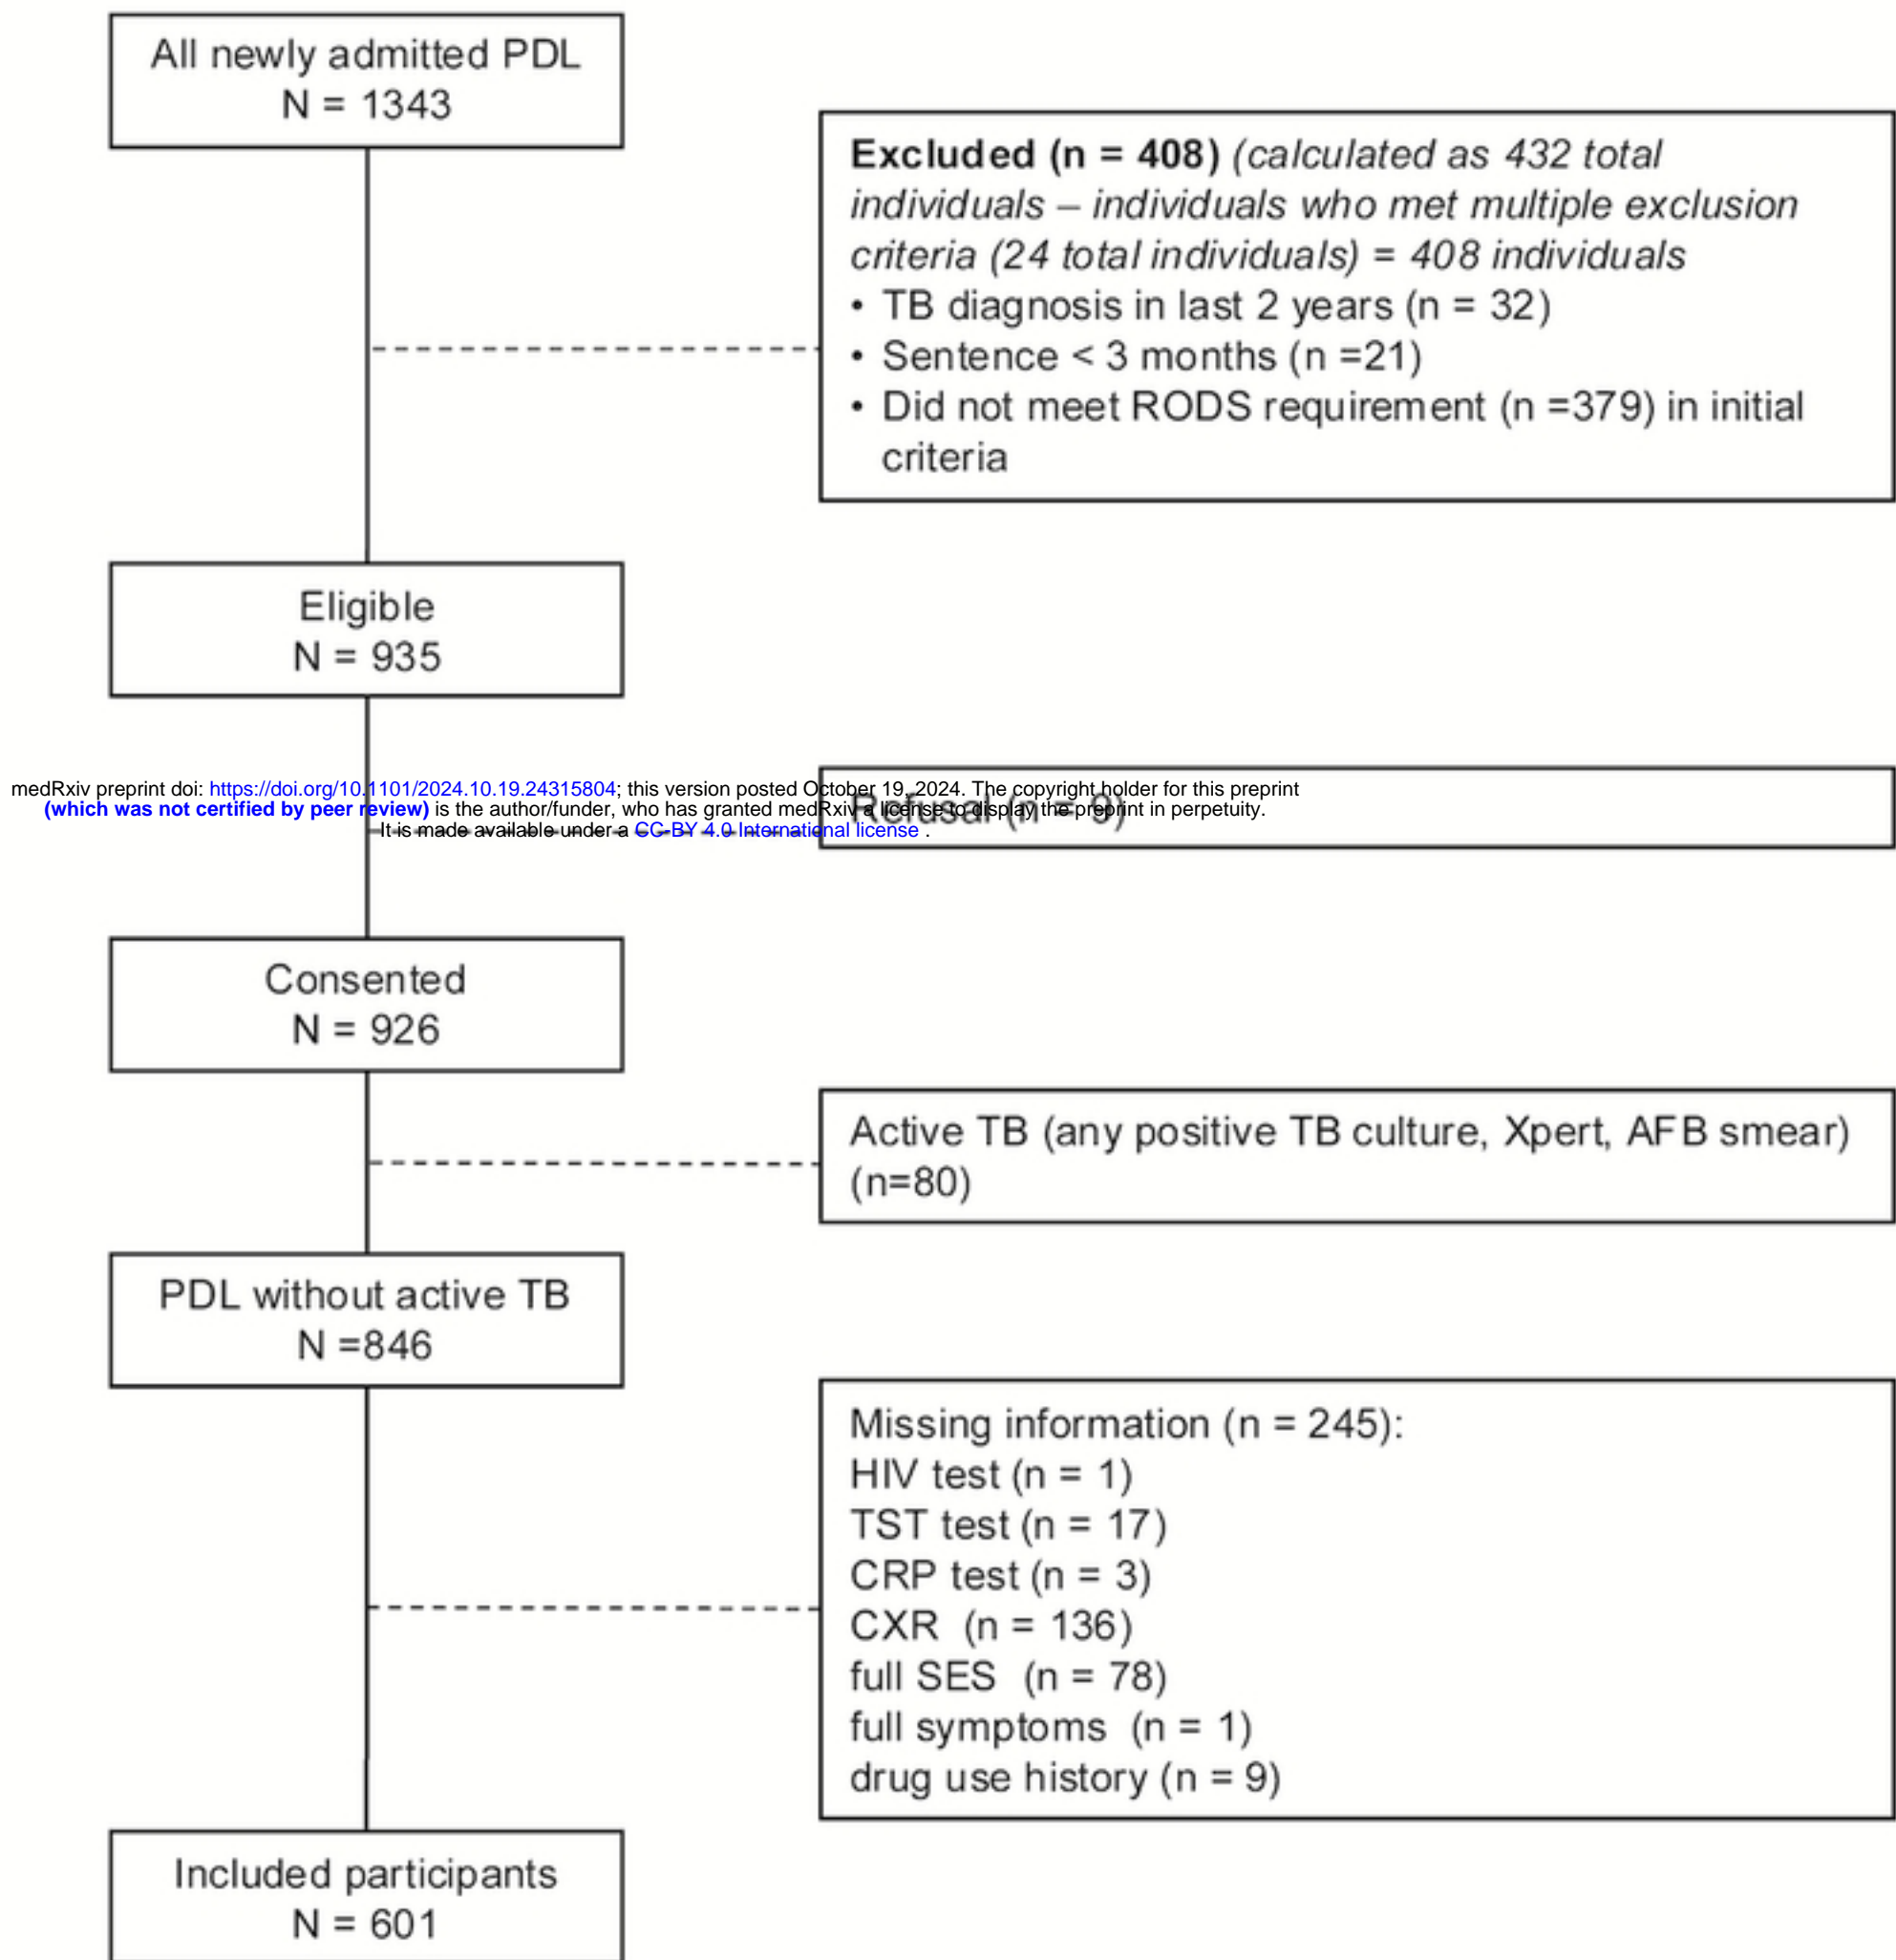 All newly admitted PDL
N = 1343
Excluded (n = 408) (calculated as 432 total
individuals – individuals who met multiple exclusion
criteria (24 total individuals) = 408 individuals
• TB diagnosis in last 2 years (n = 32)
• Sentence < 3 months (n =21)
• Did not meet RODS requirement (n =379) in initial
criteria
Eligible
N = 935
medRxiv preprint doi: https://doi.org/10.1101/2024.10.19.24315804; this version posted October 19, 2024. The copyright holder for this preprint
(which was not certified by peer review) is the author/funder, who has granted medRxiv a license to display the preprint in perpetuity.
It is made available under a CC-BY 4.0 International license .
Refusal (n = 9)
Consented
N = 926
Active TB (any positive TB culture, Xpert, AFB smear)
(n=80)
PDL without active TB
N =846
Missing information (n = 245):
HIV test (n = 1)
TST test (n = 17)
CRP test (n = 3)
CXR (n = 136)
full SES (n = 78)
full symptoms (n = 1)
drug use history (n = 9)
Included participants
N = 601